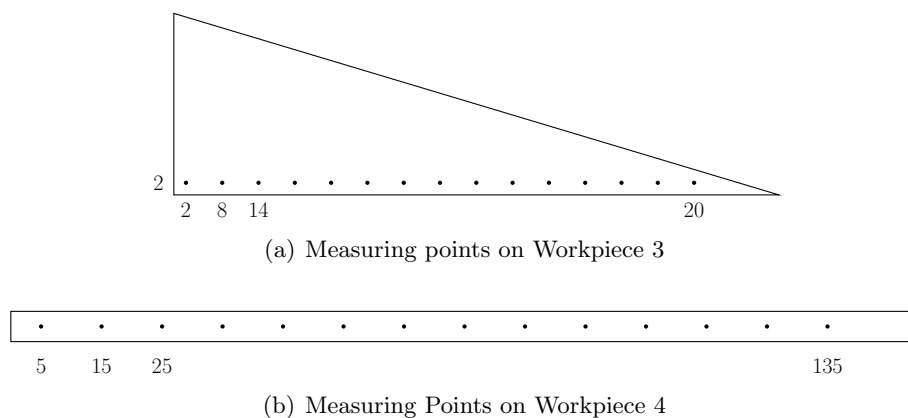 2
2 8 14 20
(a) Measuring points on Workpiece 3
5 15 25 135
(b) Measuring Points on Workpiece 4